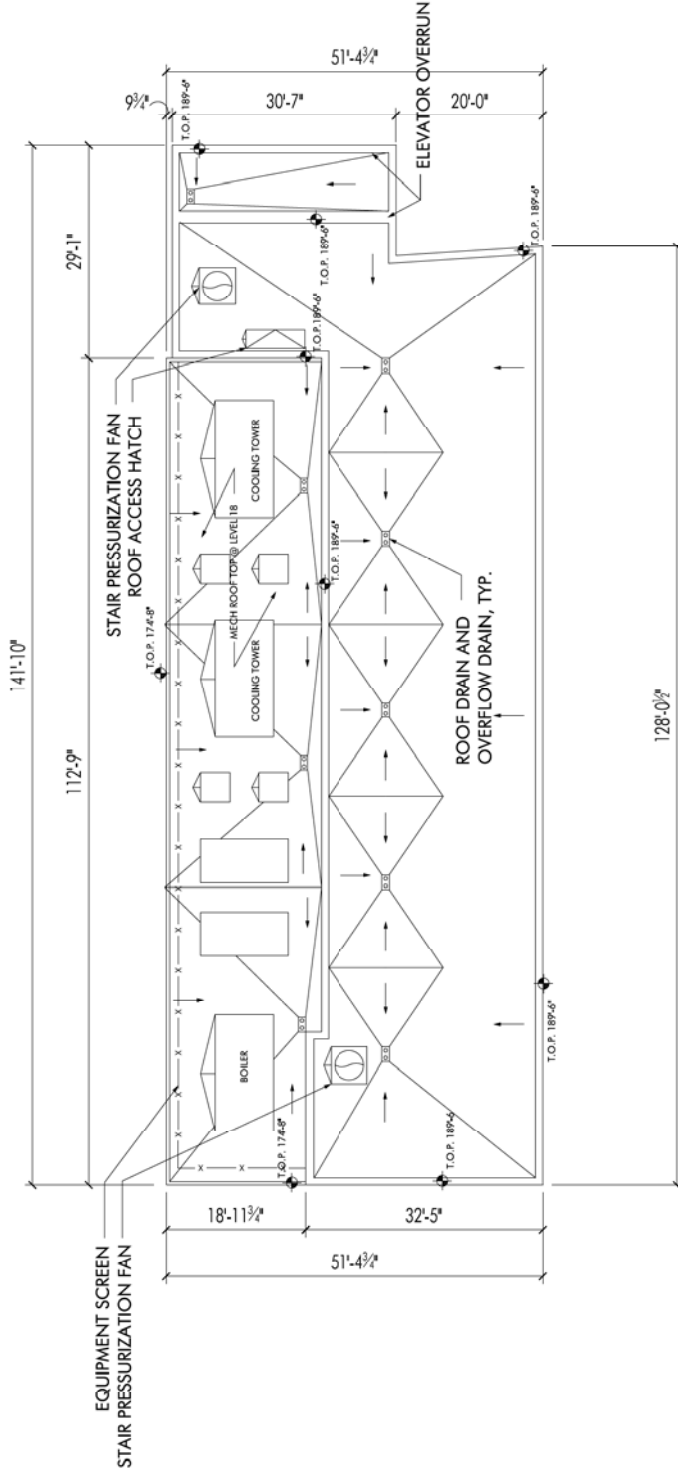 141'-10"
112'-9"
29'-1"
EQUIPMENT SCREEN
STAIR PRESSURIZATION FAN
STAIR PRESSURIZATION FAN
ROOF ACCESS HATCH
T.O.P. 174'-8"
9¾"
51'-4¾"
30'-7"
20'-0"
T.O.P. 189'-6"
T.O.P. 189'-6"
T.O.P. 189'-6"
ELEVATOR OVERRUN
T.O.P. 189'-6"
18'-11¾"
32'-5"
51'-4¾"
BOILER
COOLING TOWER
COOLING TOWER
MECH ROOF TOP @ LEVEL 18
T.O.P. 174'-8"
T.O.P. 189'-6"
T.O.P. 189'-6
ROOF DRAIN AND
OVERFLOW DRAIN, TYP.
T.O.P. 189'-6"
128'-0½"
X X X X X X X X X X X X X X
X X